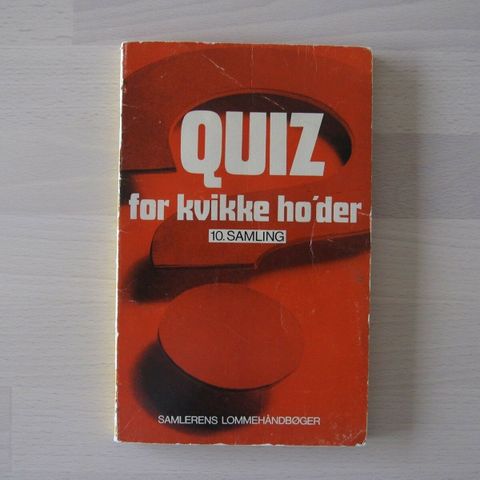 QUIZ
for kvikke ho'der
10. SAMLING
SAMLERENS LOMMEHÅNDBØGER